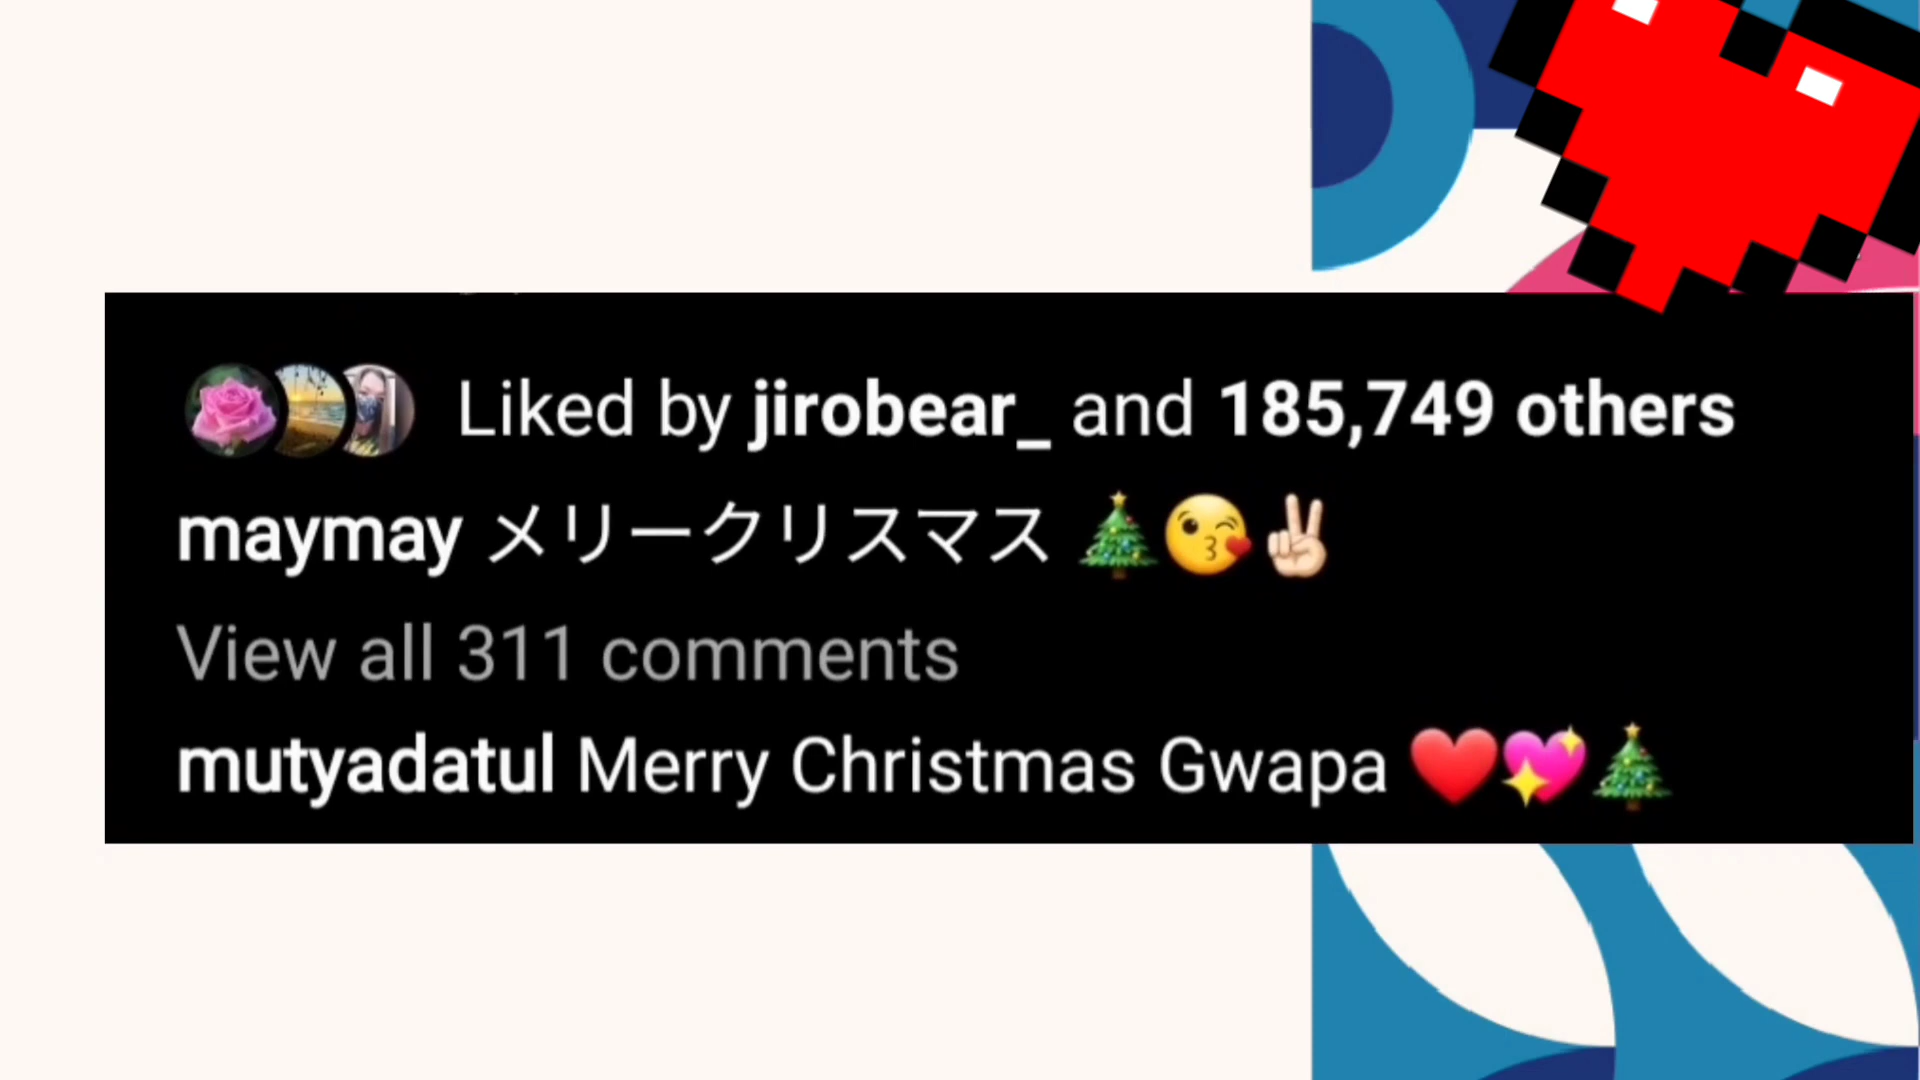 Liked by jirobear_ and 185,749 others
maymay メリークリスマス 🎄😘✌🏻
View all 311 comments
mutyadatul Merry Christmas Gwapa ❤️💖🎄